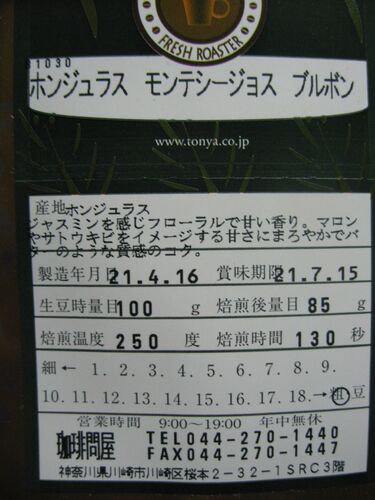 FRESH ROASTER
31030
ホンジュラス モンテシージョス ブルボン
www.tonya.co.jp
産地 ホンジュラス
ジャスミンを感じフローラルで甘い香り。マロン
やサトウキビをイメージする甘さにまろやかでバ
ターのような質感のコク。
製造年月日 21.4.16 賞味期限 21.7.15
生豆時量目 100 g 焙煎後量目 85 g
焙煎温度 250 度 焙煎時間 130 秒
細← 1. 2. 3. 4. 5. 6. 7. 8. 9.
10. 11. 12. 13. 14. 15. 16. 17. 18.→粗 豆
営業時間 9:00~19:00 年中無休
珈琲問屋 TEL044-270-1440
FAX044-270-1447
神奈川県川崎市川崎区桜本2-32-1SRC3階